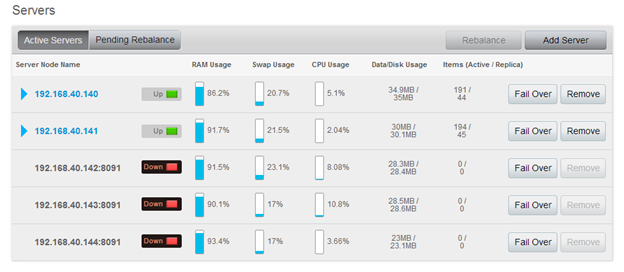 Servers
Active Servers Pending Rebalance Rebalance Add Server
Server Node Name RAM Usage Swap Usage CPU Usage Data/Disk Usage Items (Active / Replica)
192.168.40.140 Up 86.2% 20.7% 5.1% 34.9MB / 35MB 191 / 44 Fail Over Remove
192.168.40.141 Up 91.7% 21.5% 2.04% 30MB / 30.1MB 194 / 45 Fail Over Remove
192.168.40.142:8091 Down 91.5% 23.1% 8.08% 28.3MB / 28.4MB 0 / 0 Fail Over Remove
192.168.40.143:8091 Down 90.1% 17% 10.8% 28.5MB / 28.6MB 0 / 0 Fail Over Remove
192.168.40.144:8091 Down 93.4% 17% 3.66% 23MB / 23.1MB 0 / 0 Fail Over Remove